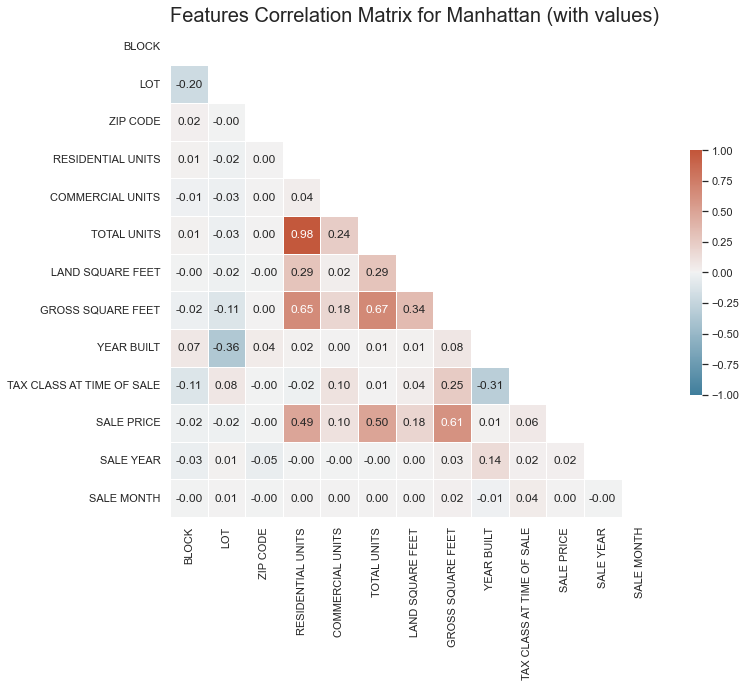 Features Correlation Matrix for Manhattan (with values)
BLOCK
LOT -0.20
ZIP CODE 0.02 -0.00
RESIDENTIAL UNITS 0.01 -0.02 0.00
COMMERCIAL UNITS -0.01 -0.03 0.00 0.04
TOTAL UNITS 0.01 -0.03 0.00 0.98 0.24
LAND SQUARE FEET -0.00 -0.02 -0.00 0.29 0.02 0.29
GROSS SQUARE FEET -0.02 -0.11 0.00 0.65 0.18 0.67 0.34
YEAR BUILT 0.07 -0.36 0.04 0.02 0.00 0.01 0.01 0.08
TAX CLASS AT TIME OF SALE -0.11 0.08 -0.00 -0.02 0.10 0.01 0.04 0.25 -0.31
SALE PRICE -0.02 -0.02 -0.00 0.49 0.10 0.50 0.18 0.61 0.01 0.06
SALE YEAR -0.03 0.01 -0.05 -0.00 -0.00 -0.00 0.00 0.03 0.14 0.02 0.02
SALE MONTH -0.00 0.01 -0.00 0.00 0.00 0.00 0.00 0.02 -0.01 0.04 0.00 -0.00
BLOCK
LOT
ZIP CODE
RESIDENTIAL UNITS
COMMERCIAL UNITS
TOTAL UNITS
LAND SQUARE FEET
GROSS SQUARE FEET
YEAR BUILT
TAX CLASS AT TIME OF SALE
SALE PRICE
SALE YEAR
SALE MONTH
1.00
0.75
0.50
0.25
0.00
−0.25
−0.50
−0.75
−1.00